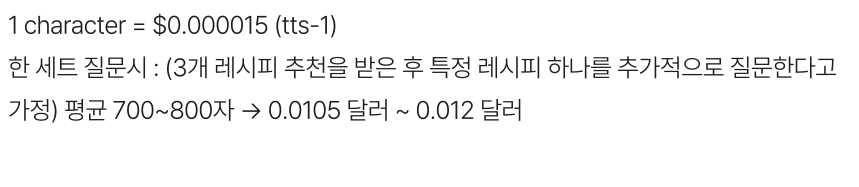 1 character = $0.000015 (tts-1)
한 세트 질문시 : (3개 레시피 추천을 받은 후 특정 레시피 하나를 추가적으로 질문한다고
가정) 평균 700~800자 → 0.0105 달러 ~ 0.012 달러